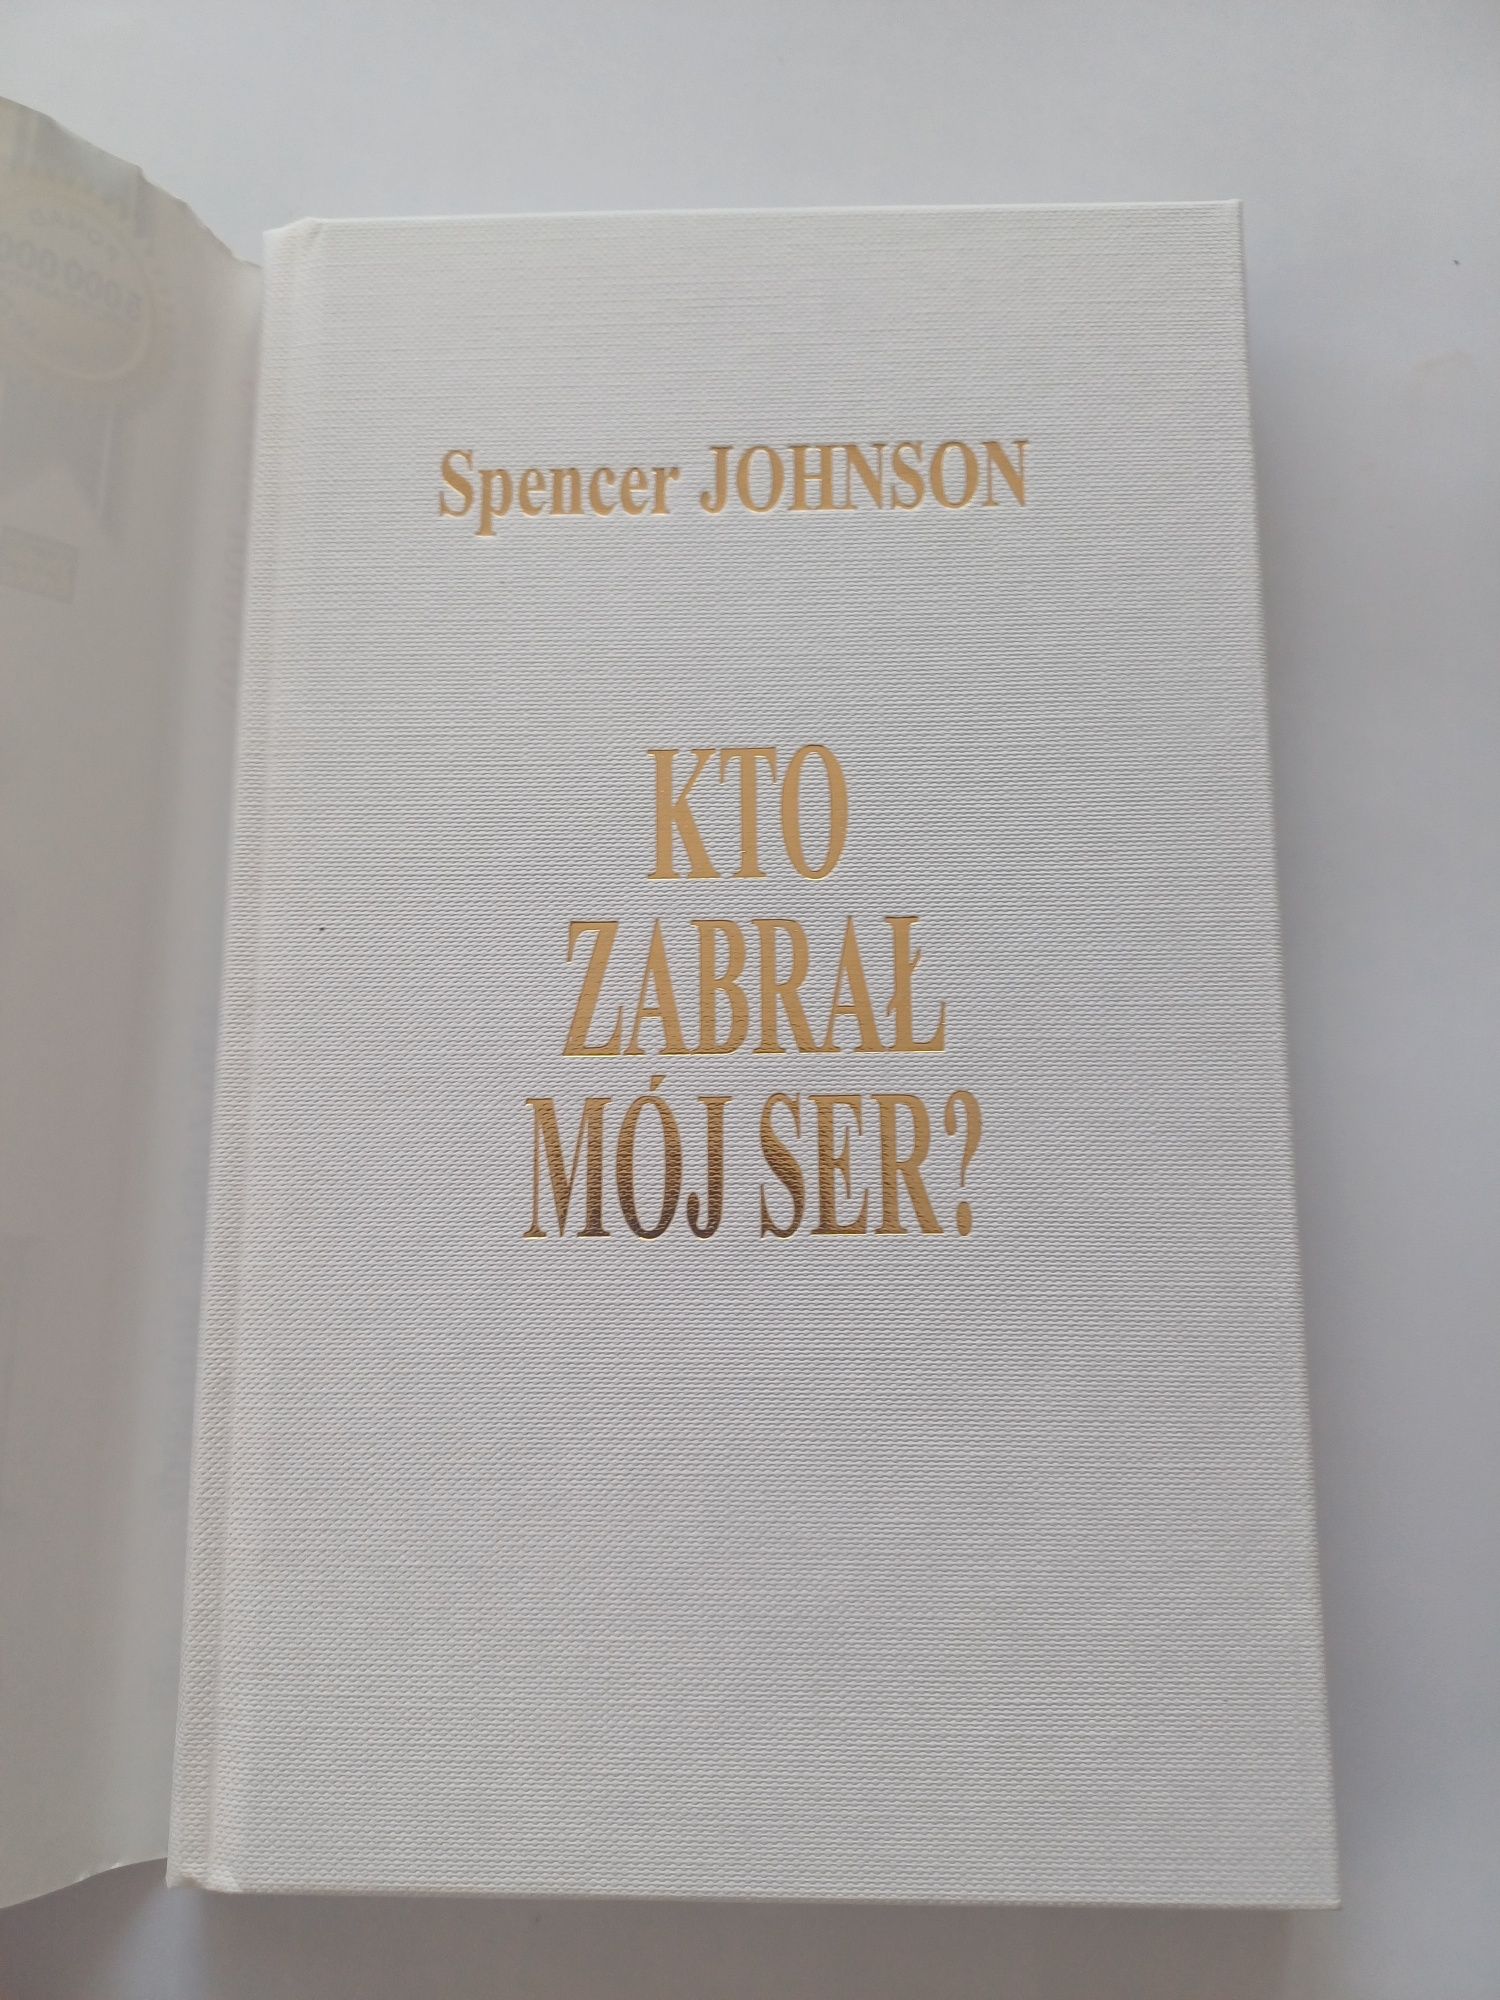 Spencer JOHNSON
KTO
ZABRAŁ
MÓJ SER?